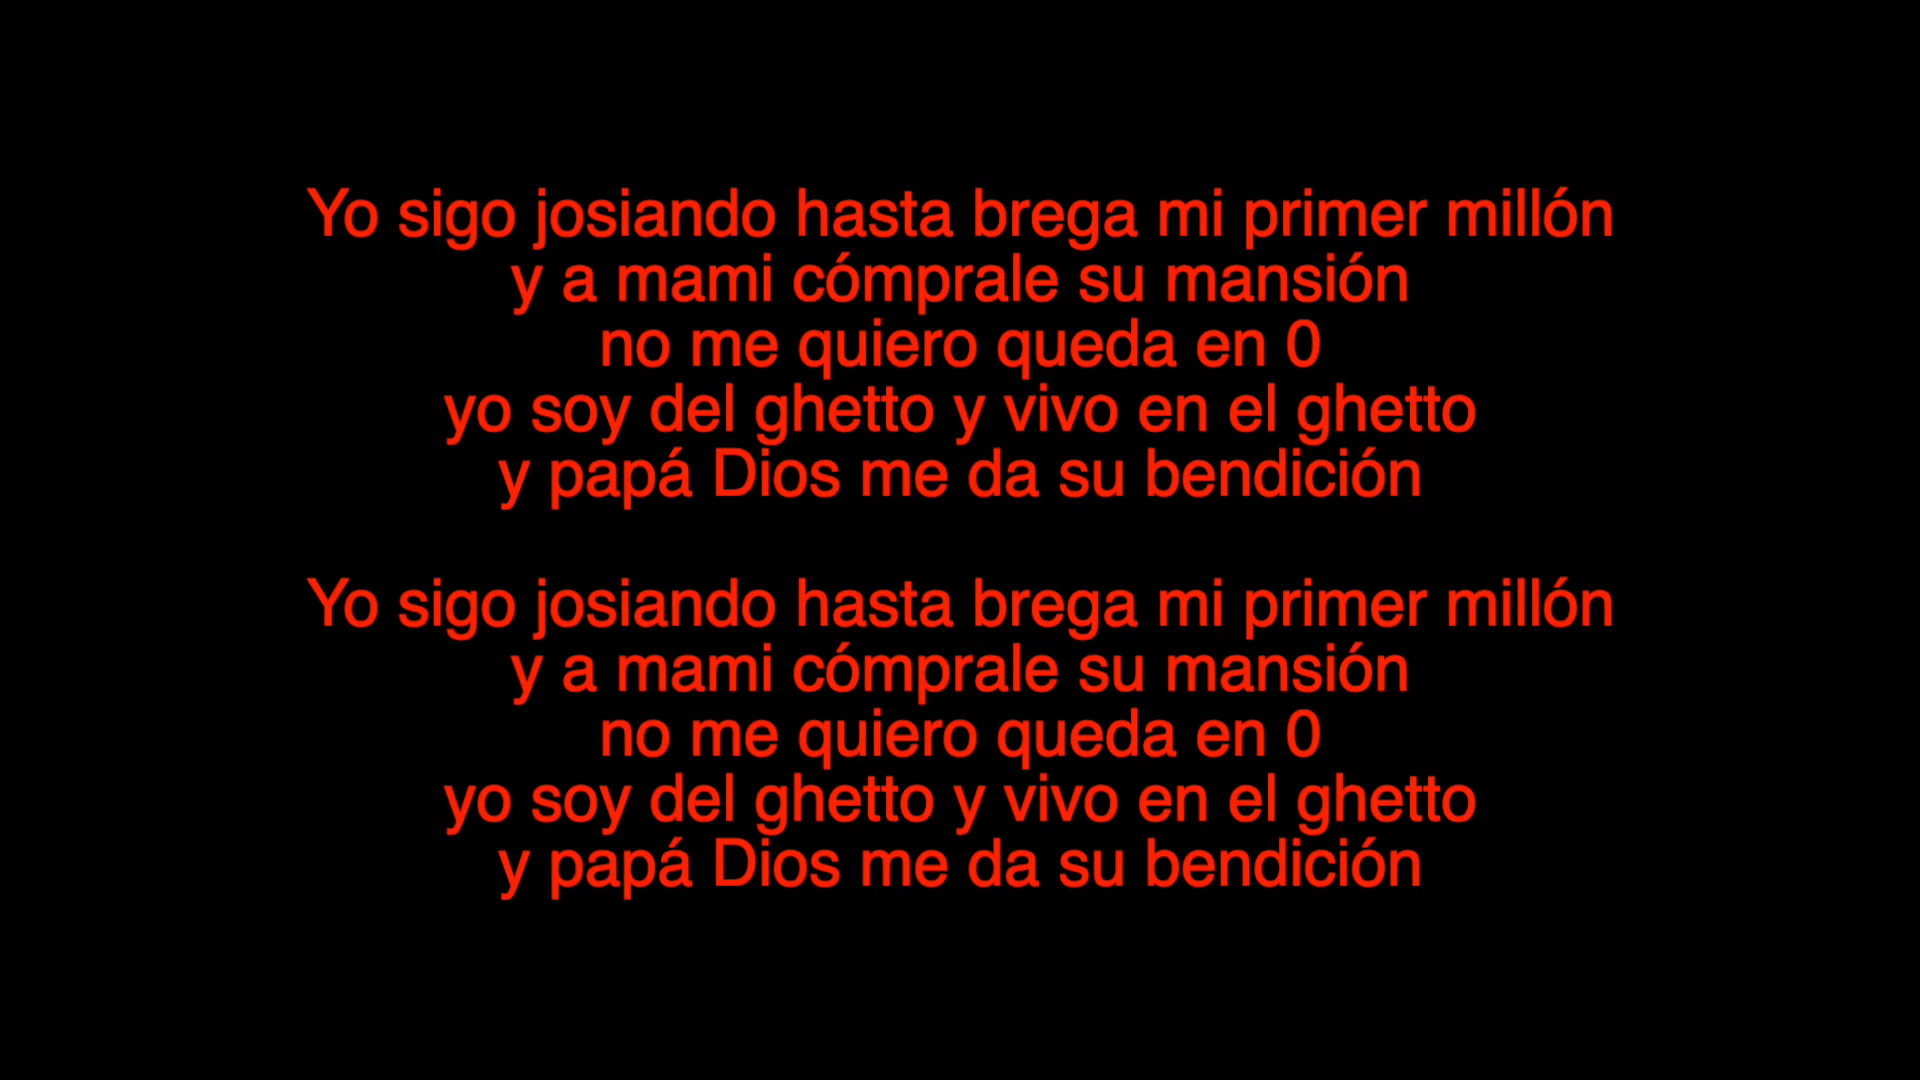 Yo sigo josiando hasta brega mi primer millón
y a mami cómprale su mansión
no me quiero queda en 0
yo soy del ghetto y vivo en el ghetto
y papá Dios me da su bendición

Yo sigo josiando hasta brega mi primer millón
y a mami cómprale su mansión
no me quiero queda en 0
yo soy del ghetto y vivo en el ghetto
y papá Dios me da su bendición